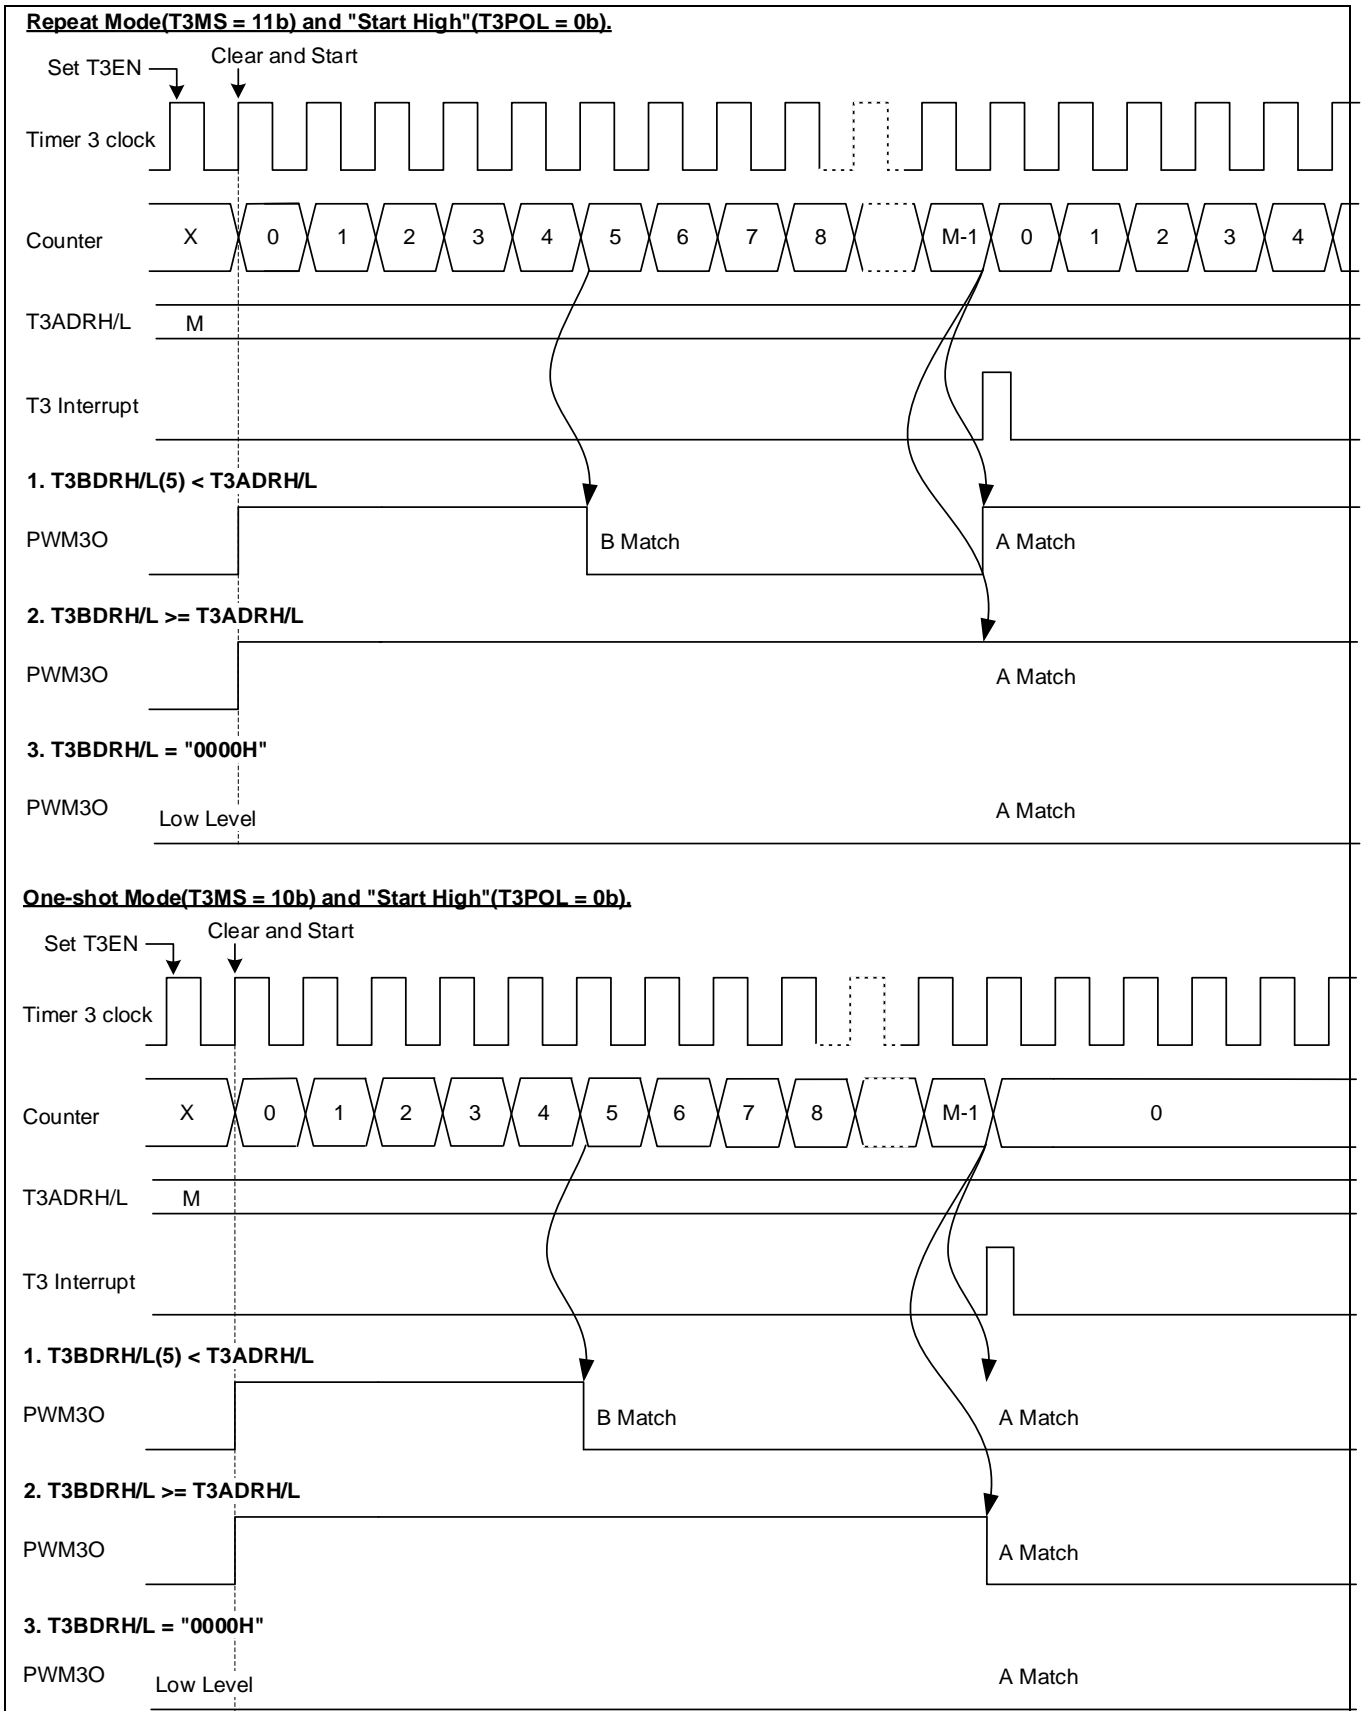 Repeat Mode(T3MS = 11b) and "Start High"(T3POL = 0b).
Set T3EN
Clear and Start
Timer 3 clock
Counter X 0 1 2 3 4 5 6 7 8 M-1 0 1 2 3 4
T3ADRH/L M
T3 Interrupt
1. T3BDRH/L(5) < T3ADRH/L
PWM3O B Match A Match
2. T3BDRH/L >= T3ADRH/L
PWM3O A Match
3. T3BDRH/L = "0000H"
PWM3O Low Level A Match
One-shot Mode(T3MS = 10b) and "Start High"(T3POL = 0b).
Set T3EN
Clear and Start
Timer 3 clock
Counter X 0 1 2 3 4 5 6 7 8 M-1 0
T3ADRH/L M
T3 Interrupt
1. T3BDRH/L(5) < T3ADRH/L
PWM3O B Match A Match
2. T3BDRH/L >= T3ADRH/L
PWM3O A Match
3. T3BDRH/L = "0000H"
PWM3O Low Level A Match